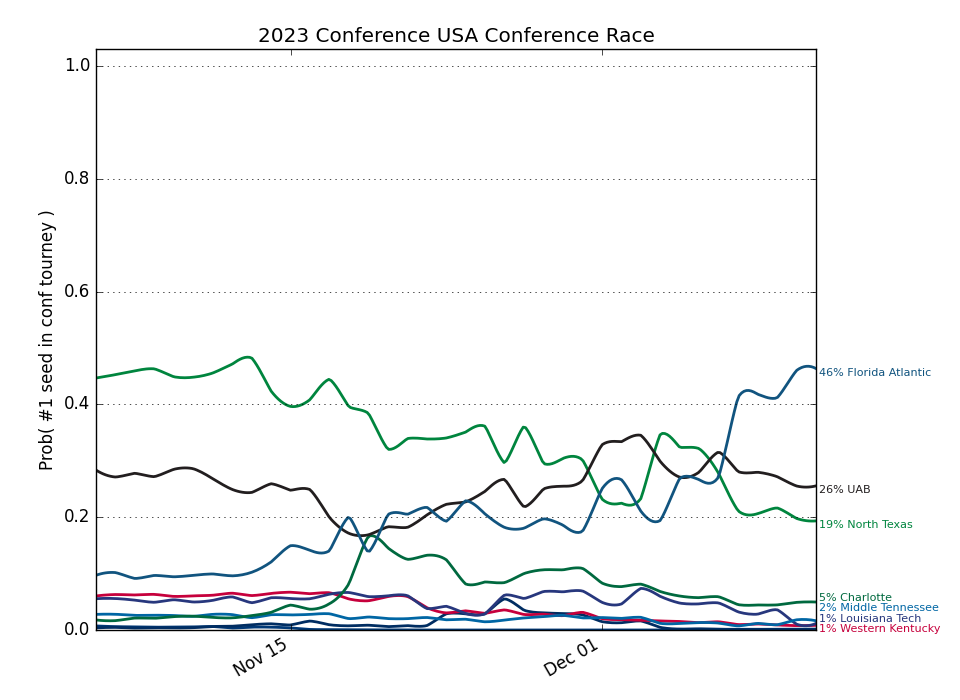 2023 Conference USA Conference Race
Prob( #1 seed in conf tourney )
1.0
0.8
0.6
0.4
0.2
0.0
Nov 15
Dec 01
46% Florida Atlantic
26% UAB
19% North Texas
5% Charlotte
2% Middle Tennessee
1% Louisiana Tech
1% Western Kentucky